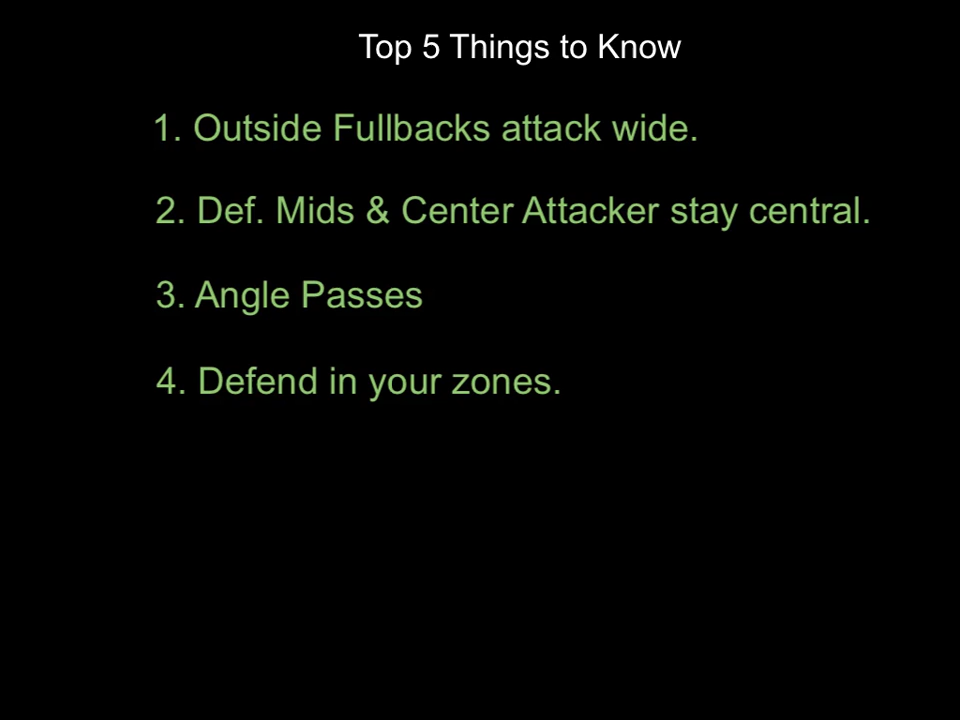 Top 5 Things to Know
1. Outside Fullbacks attack wide.
2. Def. Mids & Center Attacker stay central.
3. Angle Passes
4. Defend in your zones.